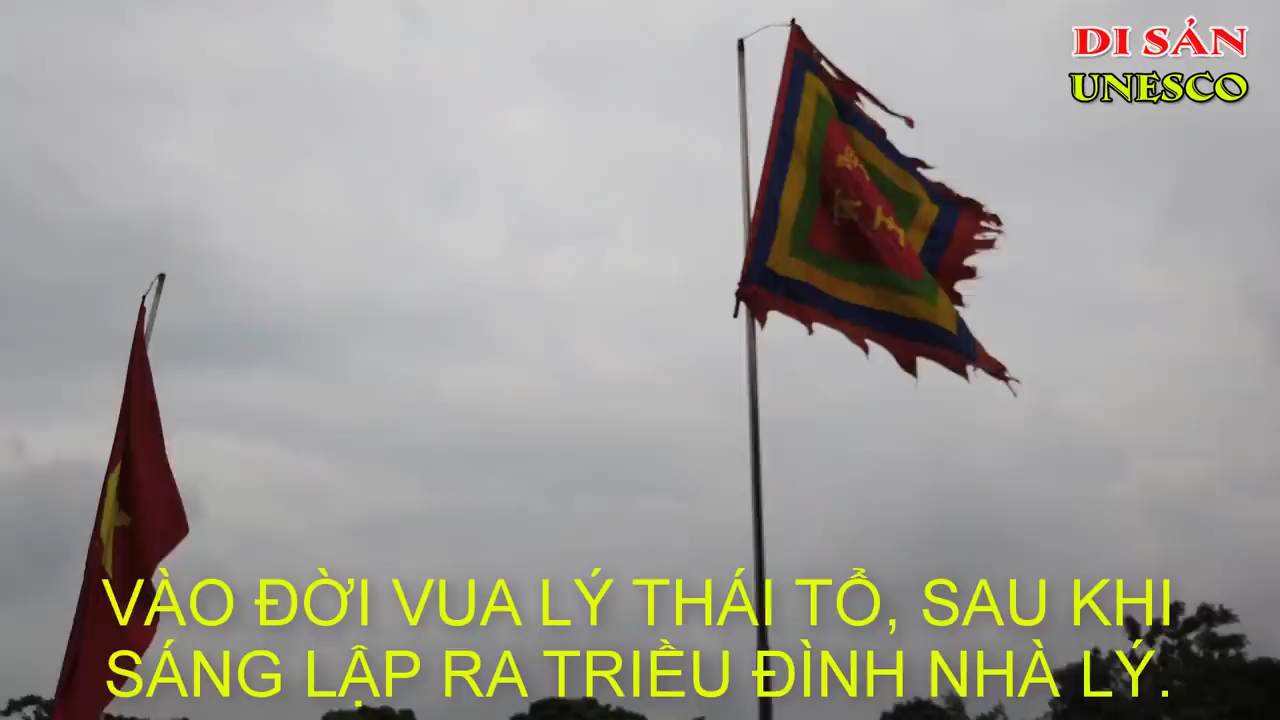 DI SẢN
UNESCO
VÀO ĐỜI VUA LÝ THÁI TỔ, SAU KHI
SÁNG LẬP RA TRIỀU ĐÌNH NHÀ LÝ.